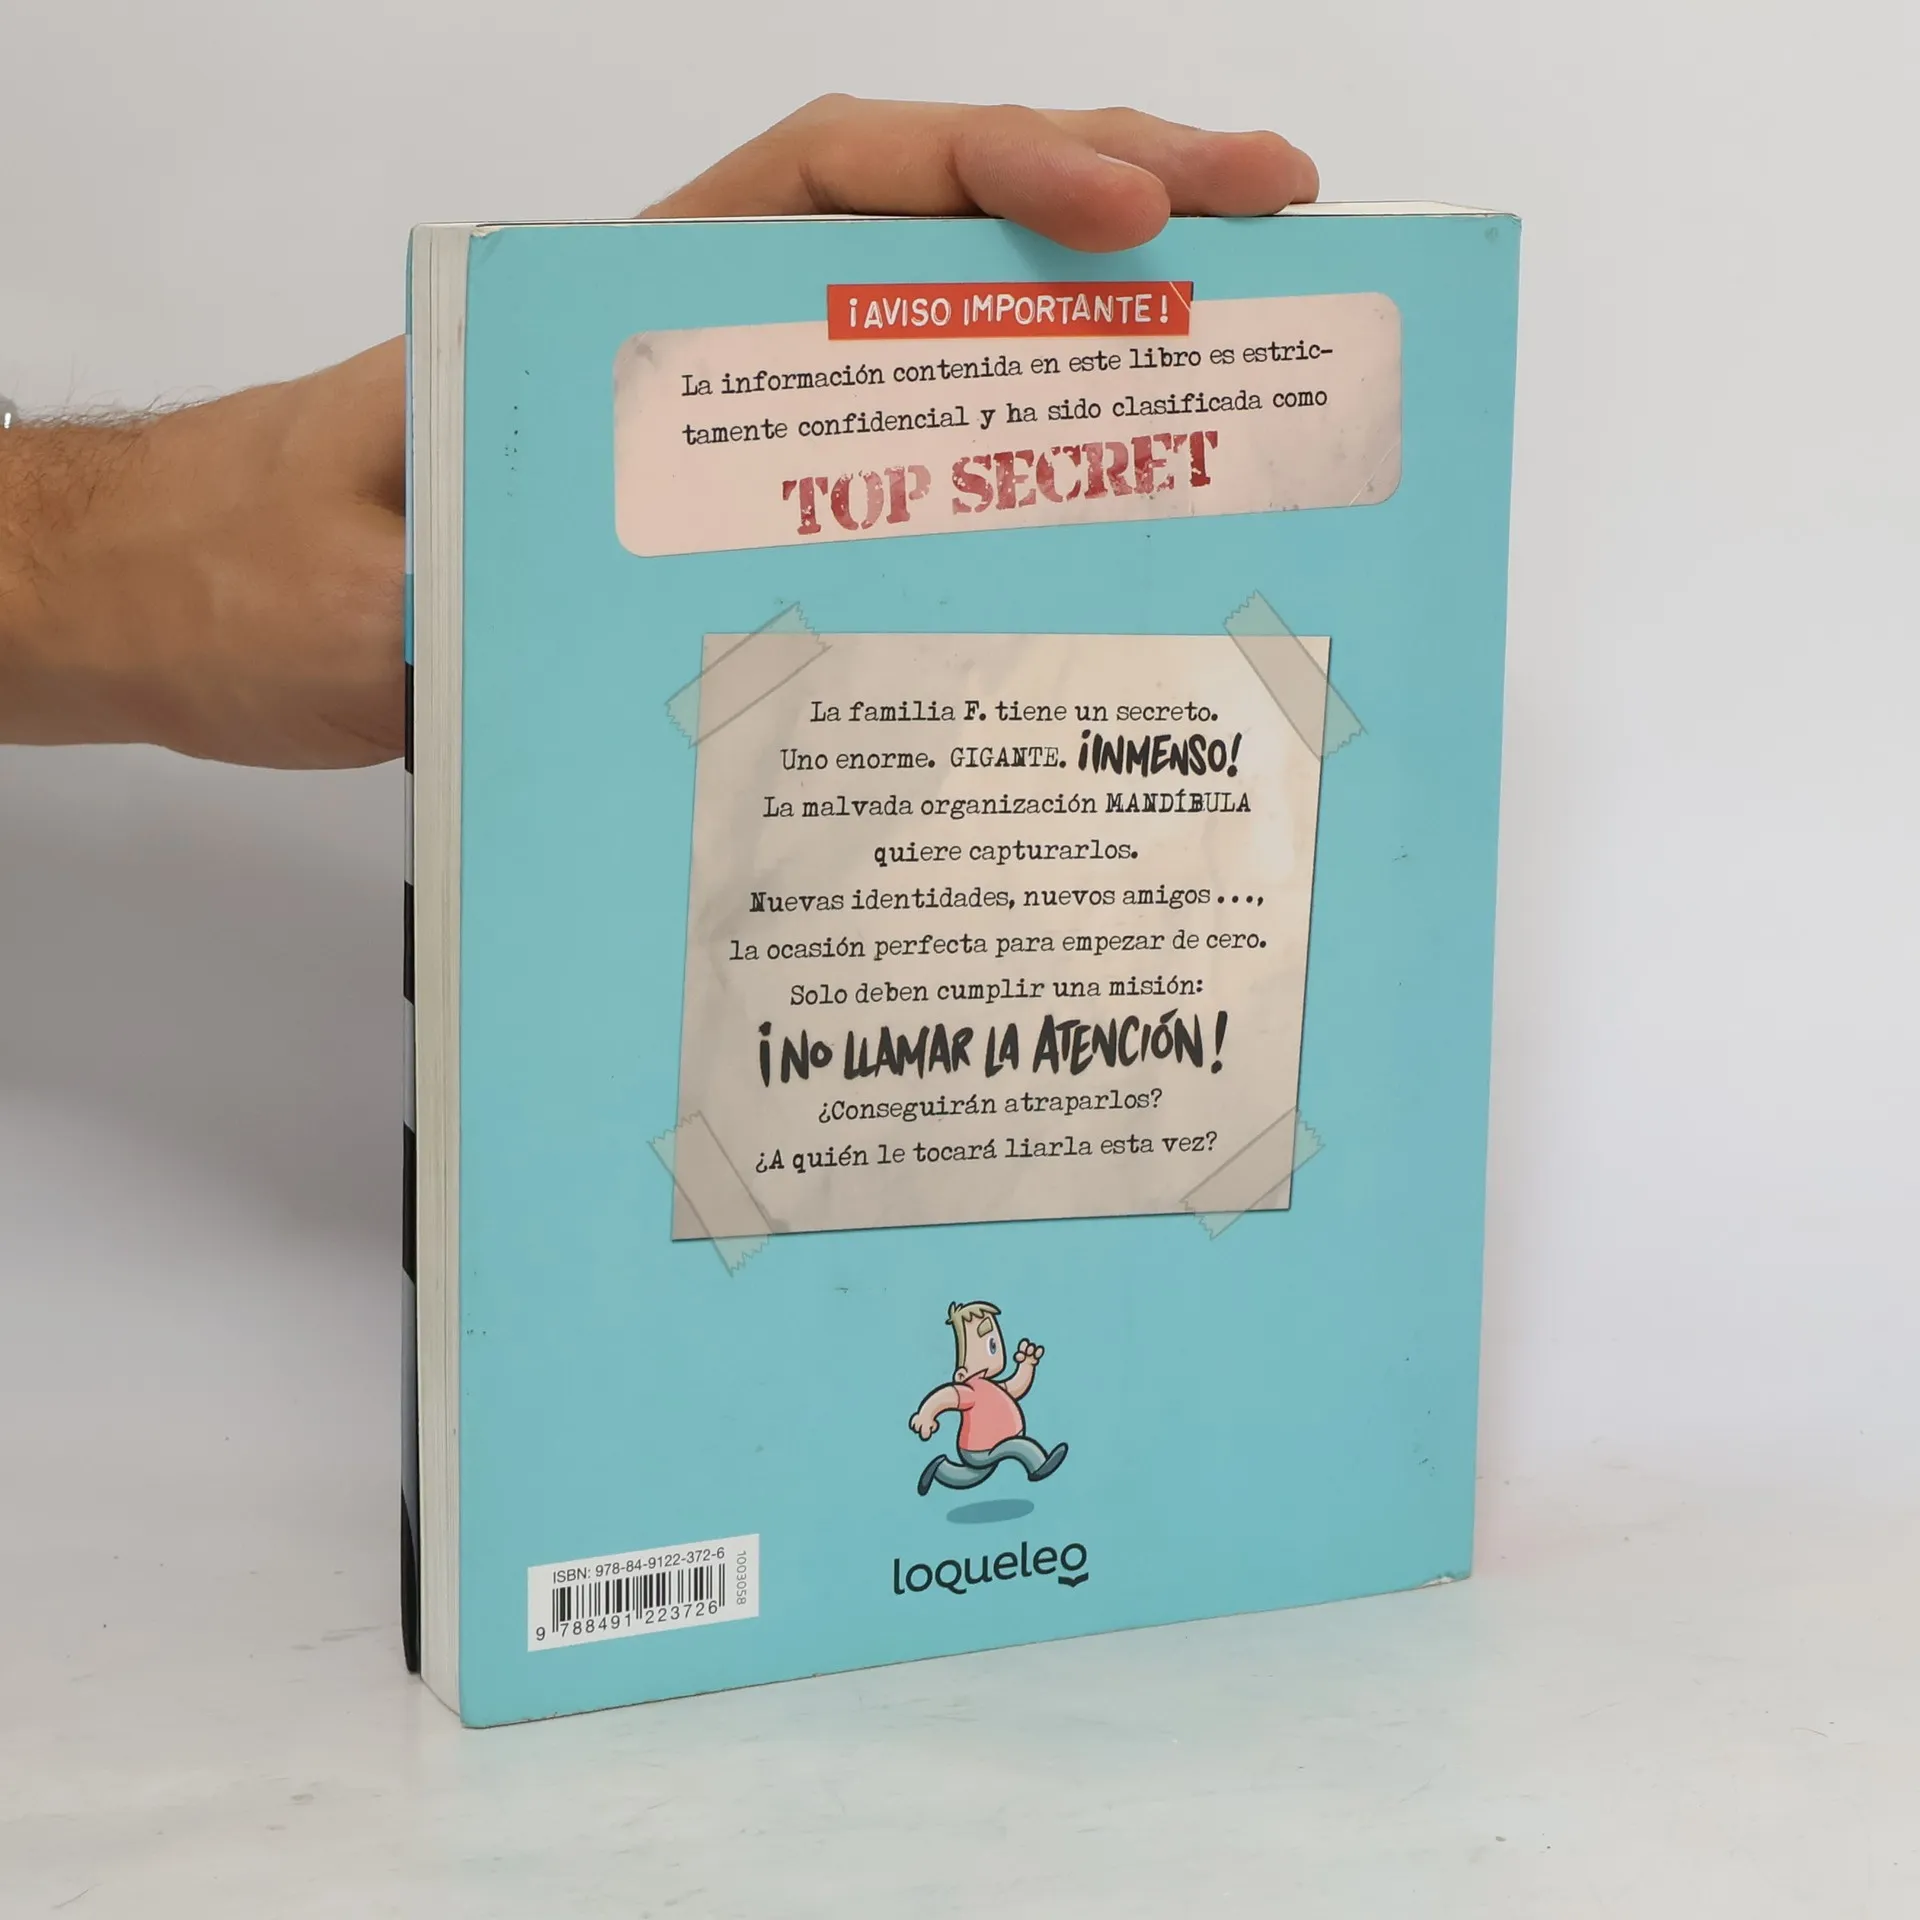 ¡AVISO IMPORTANTE!
La información contenida en este libro es estric-
tamente confidencial y ha sido clasificada como
TOP SECRET
La familia F. tiene un secreto.
Uno enorme. GIGANTE. ¡INMENSO!
La malvada organización MANDÍBULA
quiere capturarlos.
Nuevas identidades, nuevos amigos...,
la ocasión perfecta para empezar de cero.
Solo deben cumplir una misión:
¡NO LLAMAR LA ATENCIÓN!
¿Conseguirán atraparlos?
¿A quién le tocará liarla esta vez?
loqueleo
ISBN: 978-84-9122-372-6
9 788491 223726
1003058